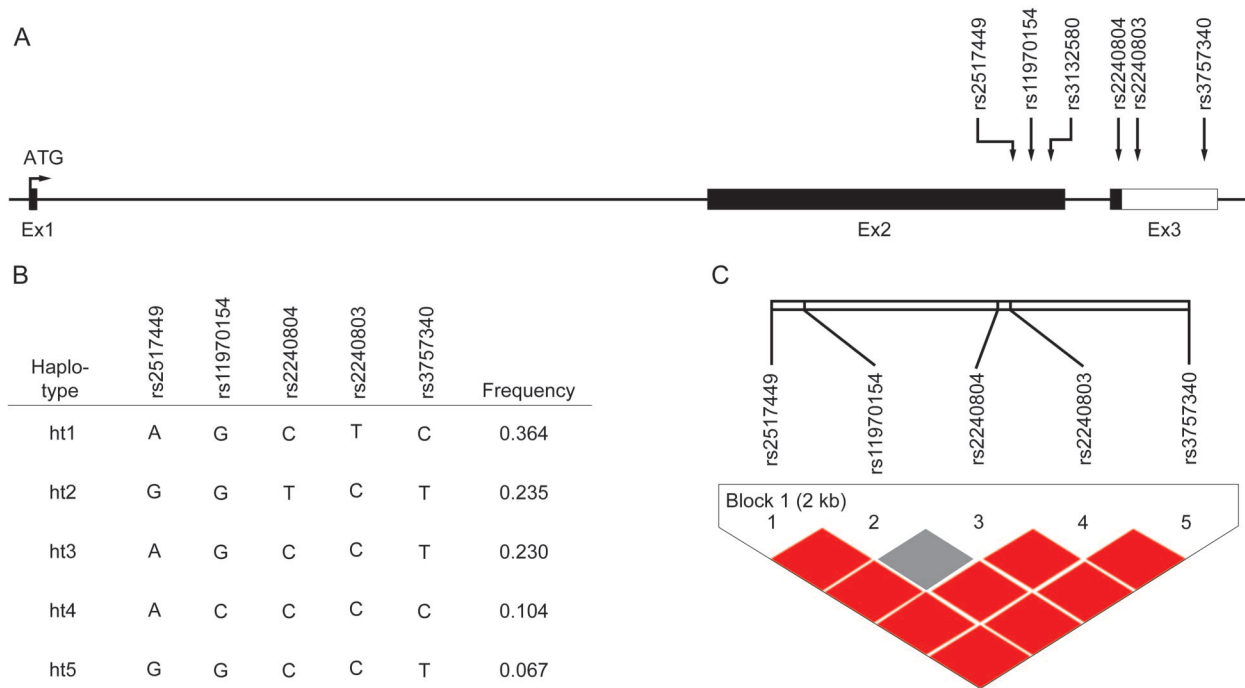 A
rs2517449
rs11970154
rs3132580
rs2240804
rs2240803
rs3757340
ATG
Ex1
Ex2
Ex3
B
Haplo-
type
rs2517449
rs11970154
rs2240804
rs2240803
rs3757340
Frequency
ht1 A G C T C 0.364
ht2 G G T C T 0.235
ht3 A G C C T 0.230
ht4 A C C C C 0.104
ht5 G G C C T 0.067
C
rs2517449
rs11970154
rs2240804
rs2240803
rs3757340
Block 1 (2 kb)
1 2 3 4 5